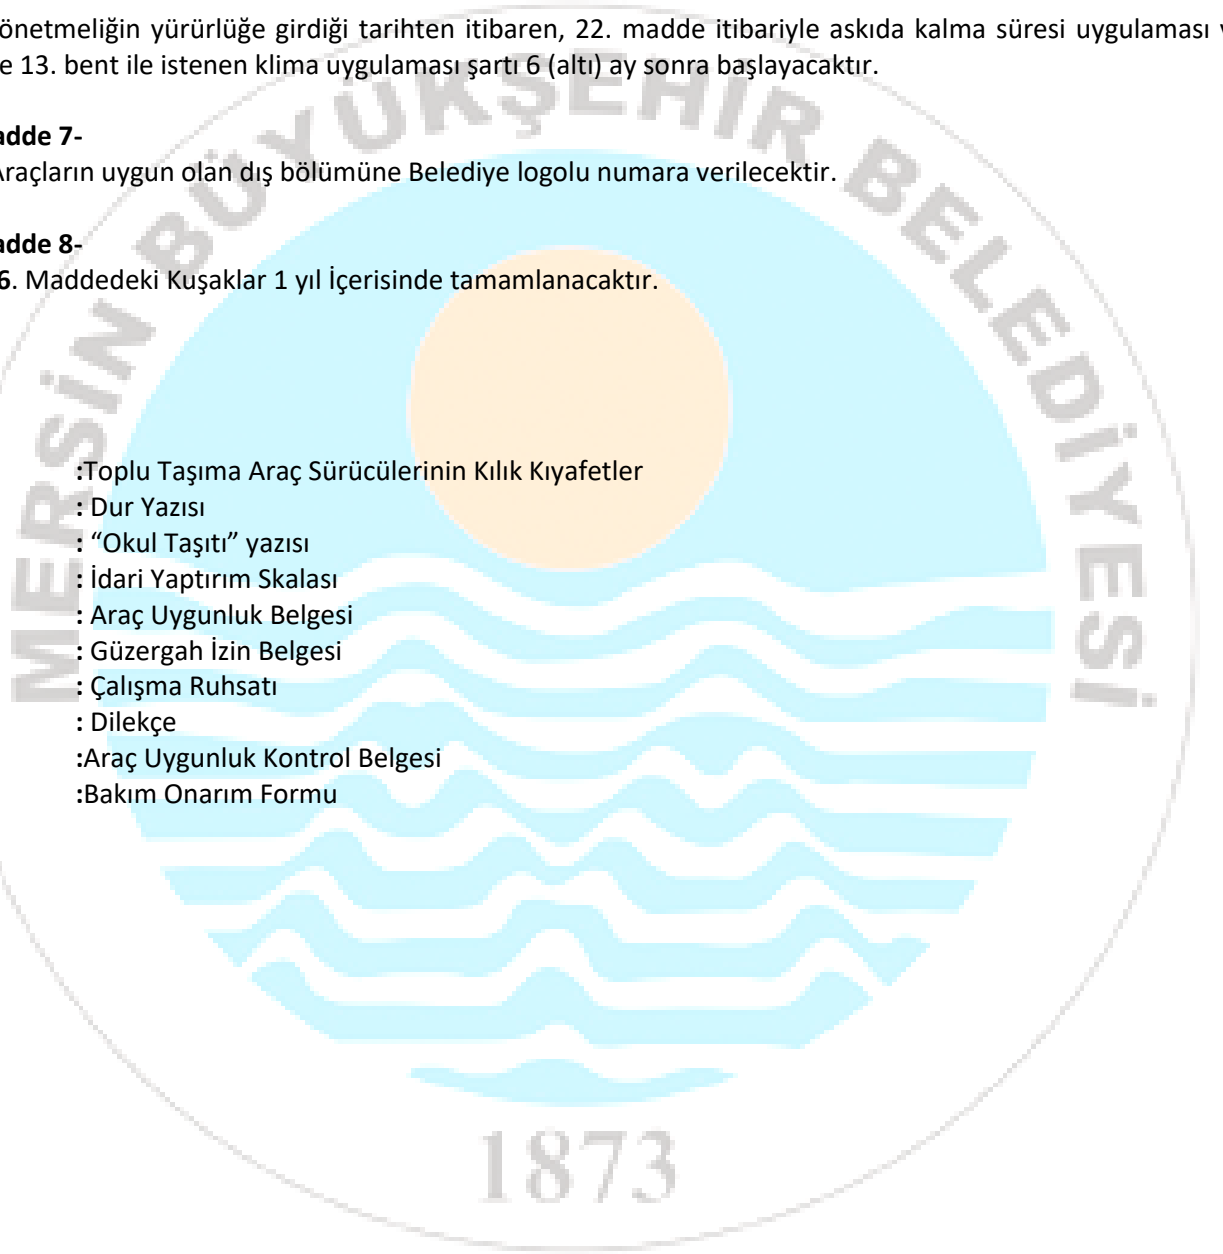 önetmeliğin yürürlüğe girdiği tarihten itibaren, 22. madde itibariyle askıda kalma süresi uygulaması v
e 13. bent ile istenen klima uygulaması şartı 6 (altı) ay sonra başlayacaktır.
adde 7-
Araçların uygun olan dış bölümüne Belediye logolu numara verilecektir.
adde 8-
6. Maddedeki Kuşaklar 1 yıl İçerisinde tamamlanacaktır.
:Toplu Taşıma Araç Sürücülerinin Kılık Kıyafetler
: Dur Yazısı
: “Okul Taşıtı” yazısı
: İdari Yaptırım Skalası
: Araç Uygunluk Belgesi
: Güzergah İzin Belgesi
: Çalışma Ruhsatı
: Dilekçe
:Araç Uygunluk Kontrol Belgesi
:Bakım Onarım Formu
MERSİN BÜYÜKŞEHİR BELEDİYESİ
1873